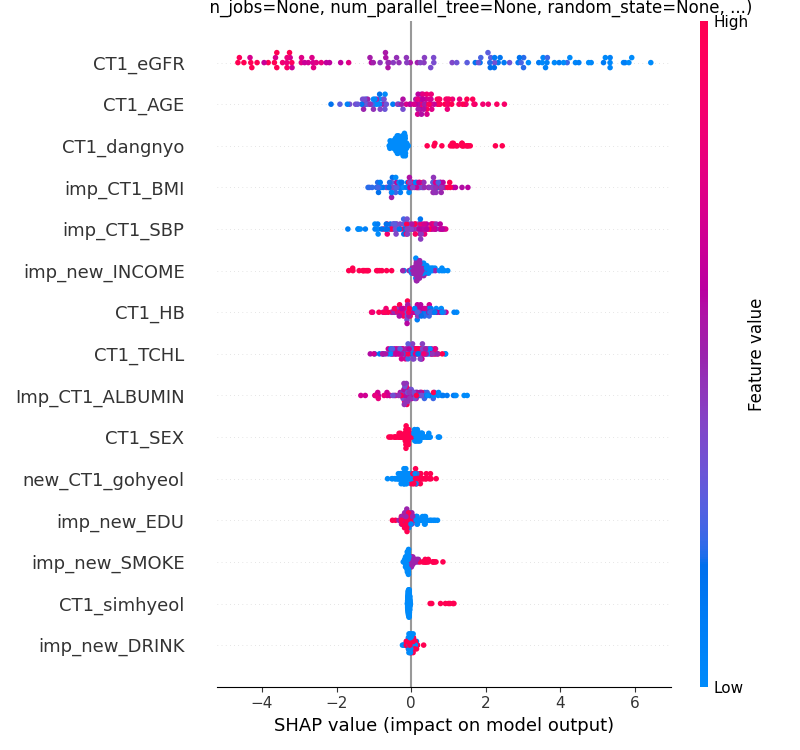 n_jobs=None, num_parallel_tree=None, random_state=None, ...)
High
CT1_eGFR
CT1_AGE
CT1_dangnyo
imp_CT1_BMI
imp_CT1_SBP
imp_new_INCOME
CT1_HB
CT1_TCHL
Imp_CT1_ALBUMIN
CT1_SEX
new_CT1_gohyeol
imp_new_EDU
imp_new_SMOKE
CT1_simhyeol
imp_new_DRINK
Feature value
Low
−4 −2 0 2 4 6
SHAP value (impact on model output)